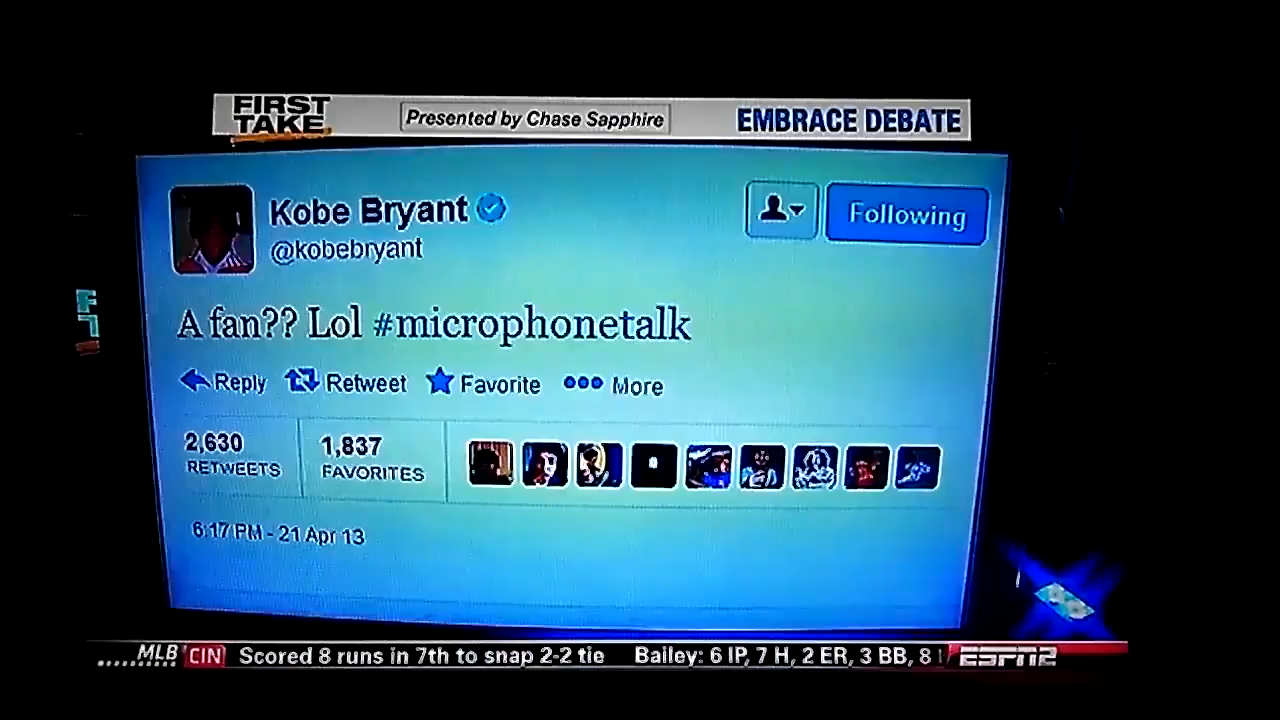 FIRST TAKE
Presented by Chase Sapphire
EMBRACE DEBATE
Kobe Bryant
@kobebryant
Following
A fan?? Lol #microphonetalk
Reply Retweet Favorite More
2,630
RETWEETS
1,837
FAVORITES
6:17 PM - 21 Apr 13
MLB CIN Scored 8 runs in 7th to snap 2-2 tie Bailey: 6 IP, 7 H, 2 ER, 3 BB, 8
ESPN2